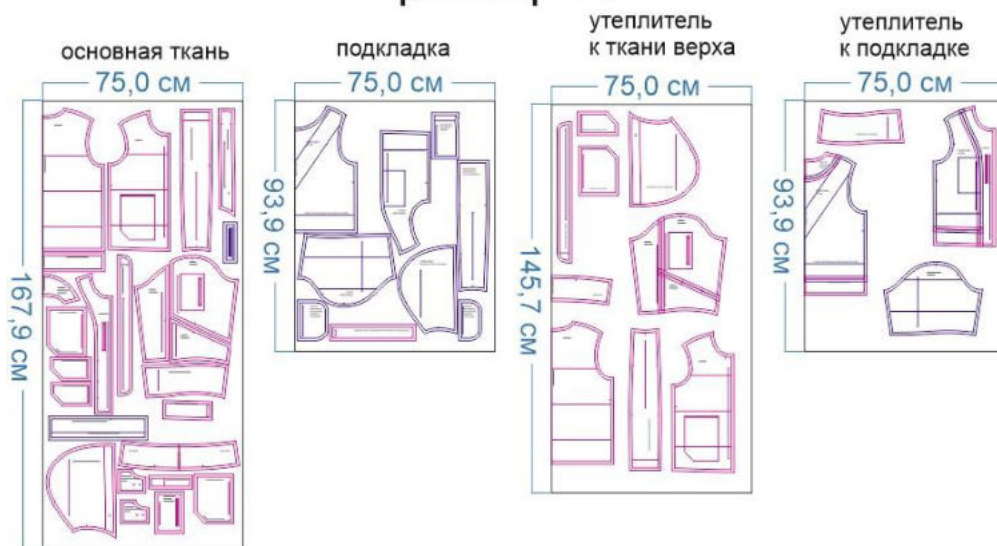 основная ткань
75,0 см
167,9 см
подкладка
75,0 см
93,9 см
утеплитель
к ткани верха
75,0 см
145,7 см
утеплитель
к подкладке
75,0 см
93,9 см